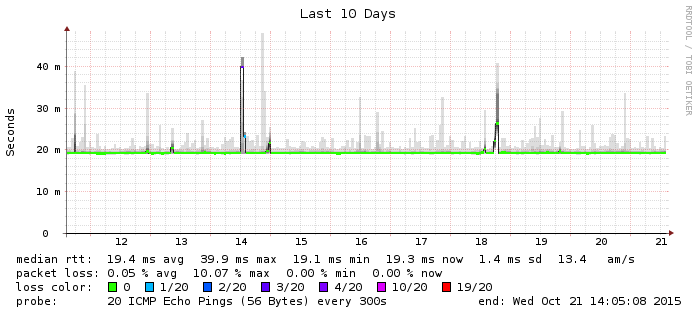 Last 10 Days
RRDTOOL / TOBI OETIKER
Seconds
40 m
30 m
20 m
10 m
0
12 13 14 15 16 17 18 19 20 21
median rtt: 19.4 ms avg 39.9 ms max 19.1 ms min 19.3 ms now 1.4 ms sd 13.4 am/s
packet loss: 0.05 % avg 10.07 % max 0.00 % min 0.00 % now
loss color: 0 1/20 2/20 3/20 4/20 10/20 19/20
probe: 20 ICMP Echo Pings (56 Bytes) every 300s end: Wed Oct 21 14:05:08 2015